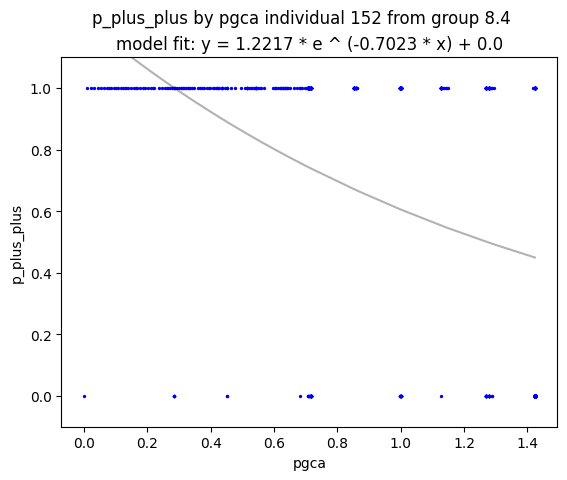 p_plus_plus by pgca individual 152 from group 8.4
model fit: y = 1.2217 * e ^ (-0.7023 * x) + 0.0
1.0
0.8
0.6
0.4
0.2
0.0
p_plus_plus
0.0 0.2 0.4 0.6 0.8 1.0 1.2 1.4
pgca